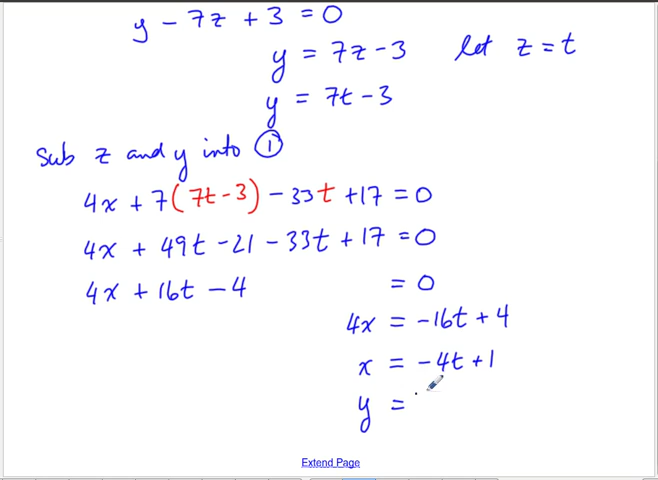 y - 7z + 3 = 0
y = 7z - 3 let z = t
y = 7t - 3
Sub z and y into ①
4x + 7(7t - 3) - 33t + 17 = 0
4x + 49t - 21 - 33t + 17 = 0
4x + 16t - 4 = 0
4x = -16t + 4
x = -4t + 1
y =
Extend Page